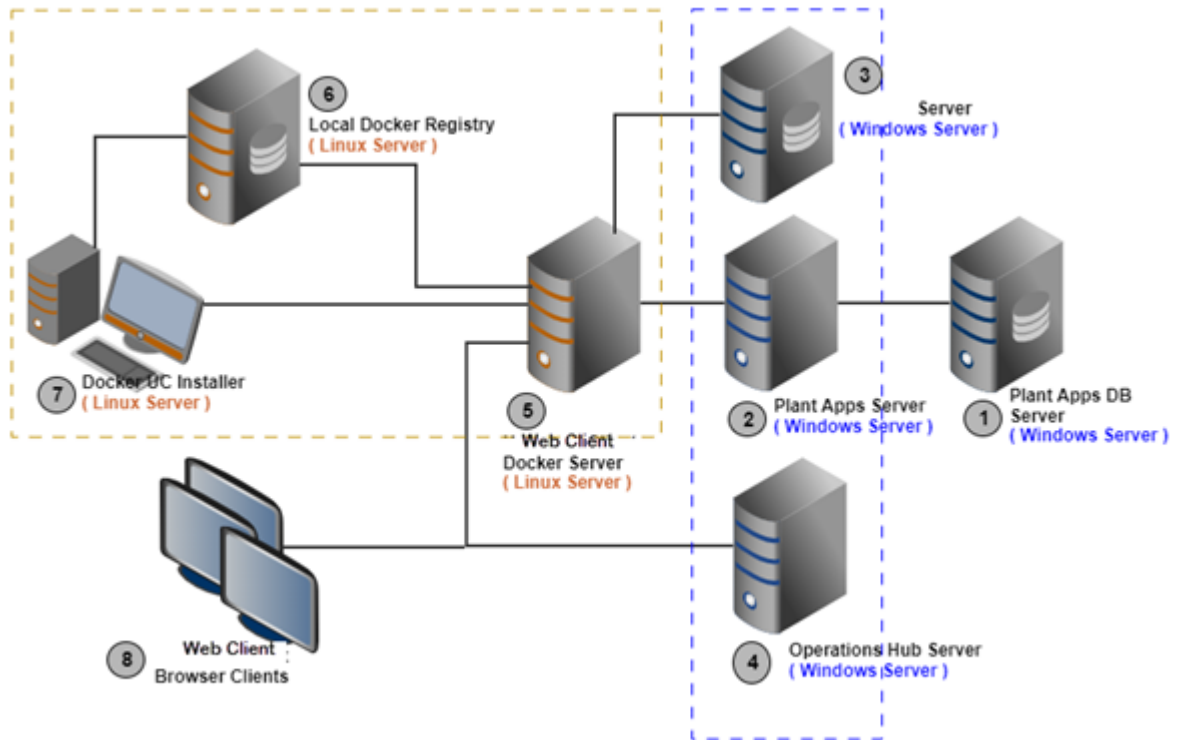 6
Local Docker Registry
( Linux Server )
3
Server
( Windows Server )
7
Docker UC Installer
( Linux Server )
5
Web Client
Docker Server
( Linux Server )
2
Plant Apps Server
( Windows Server )
1
Plant Apps DB
Server
( Windows Server )
8
Web Client
Browser Clients
4
Operations Hub Server
( Windows Server )